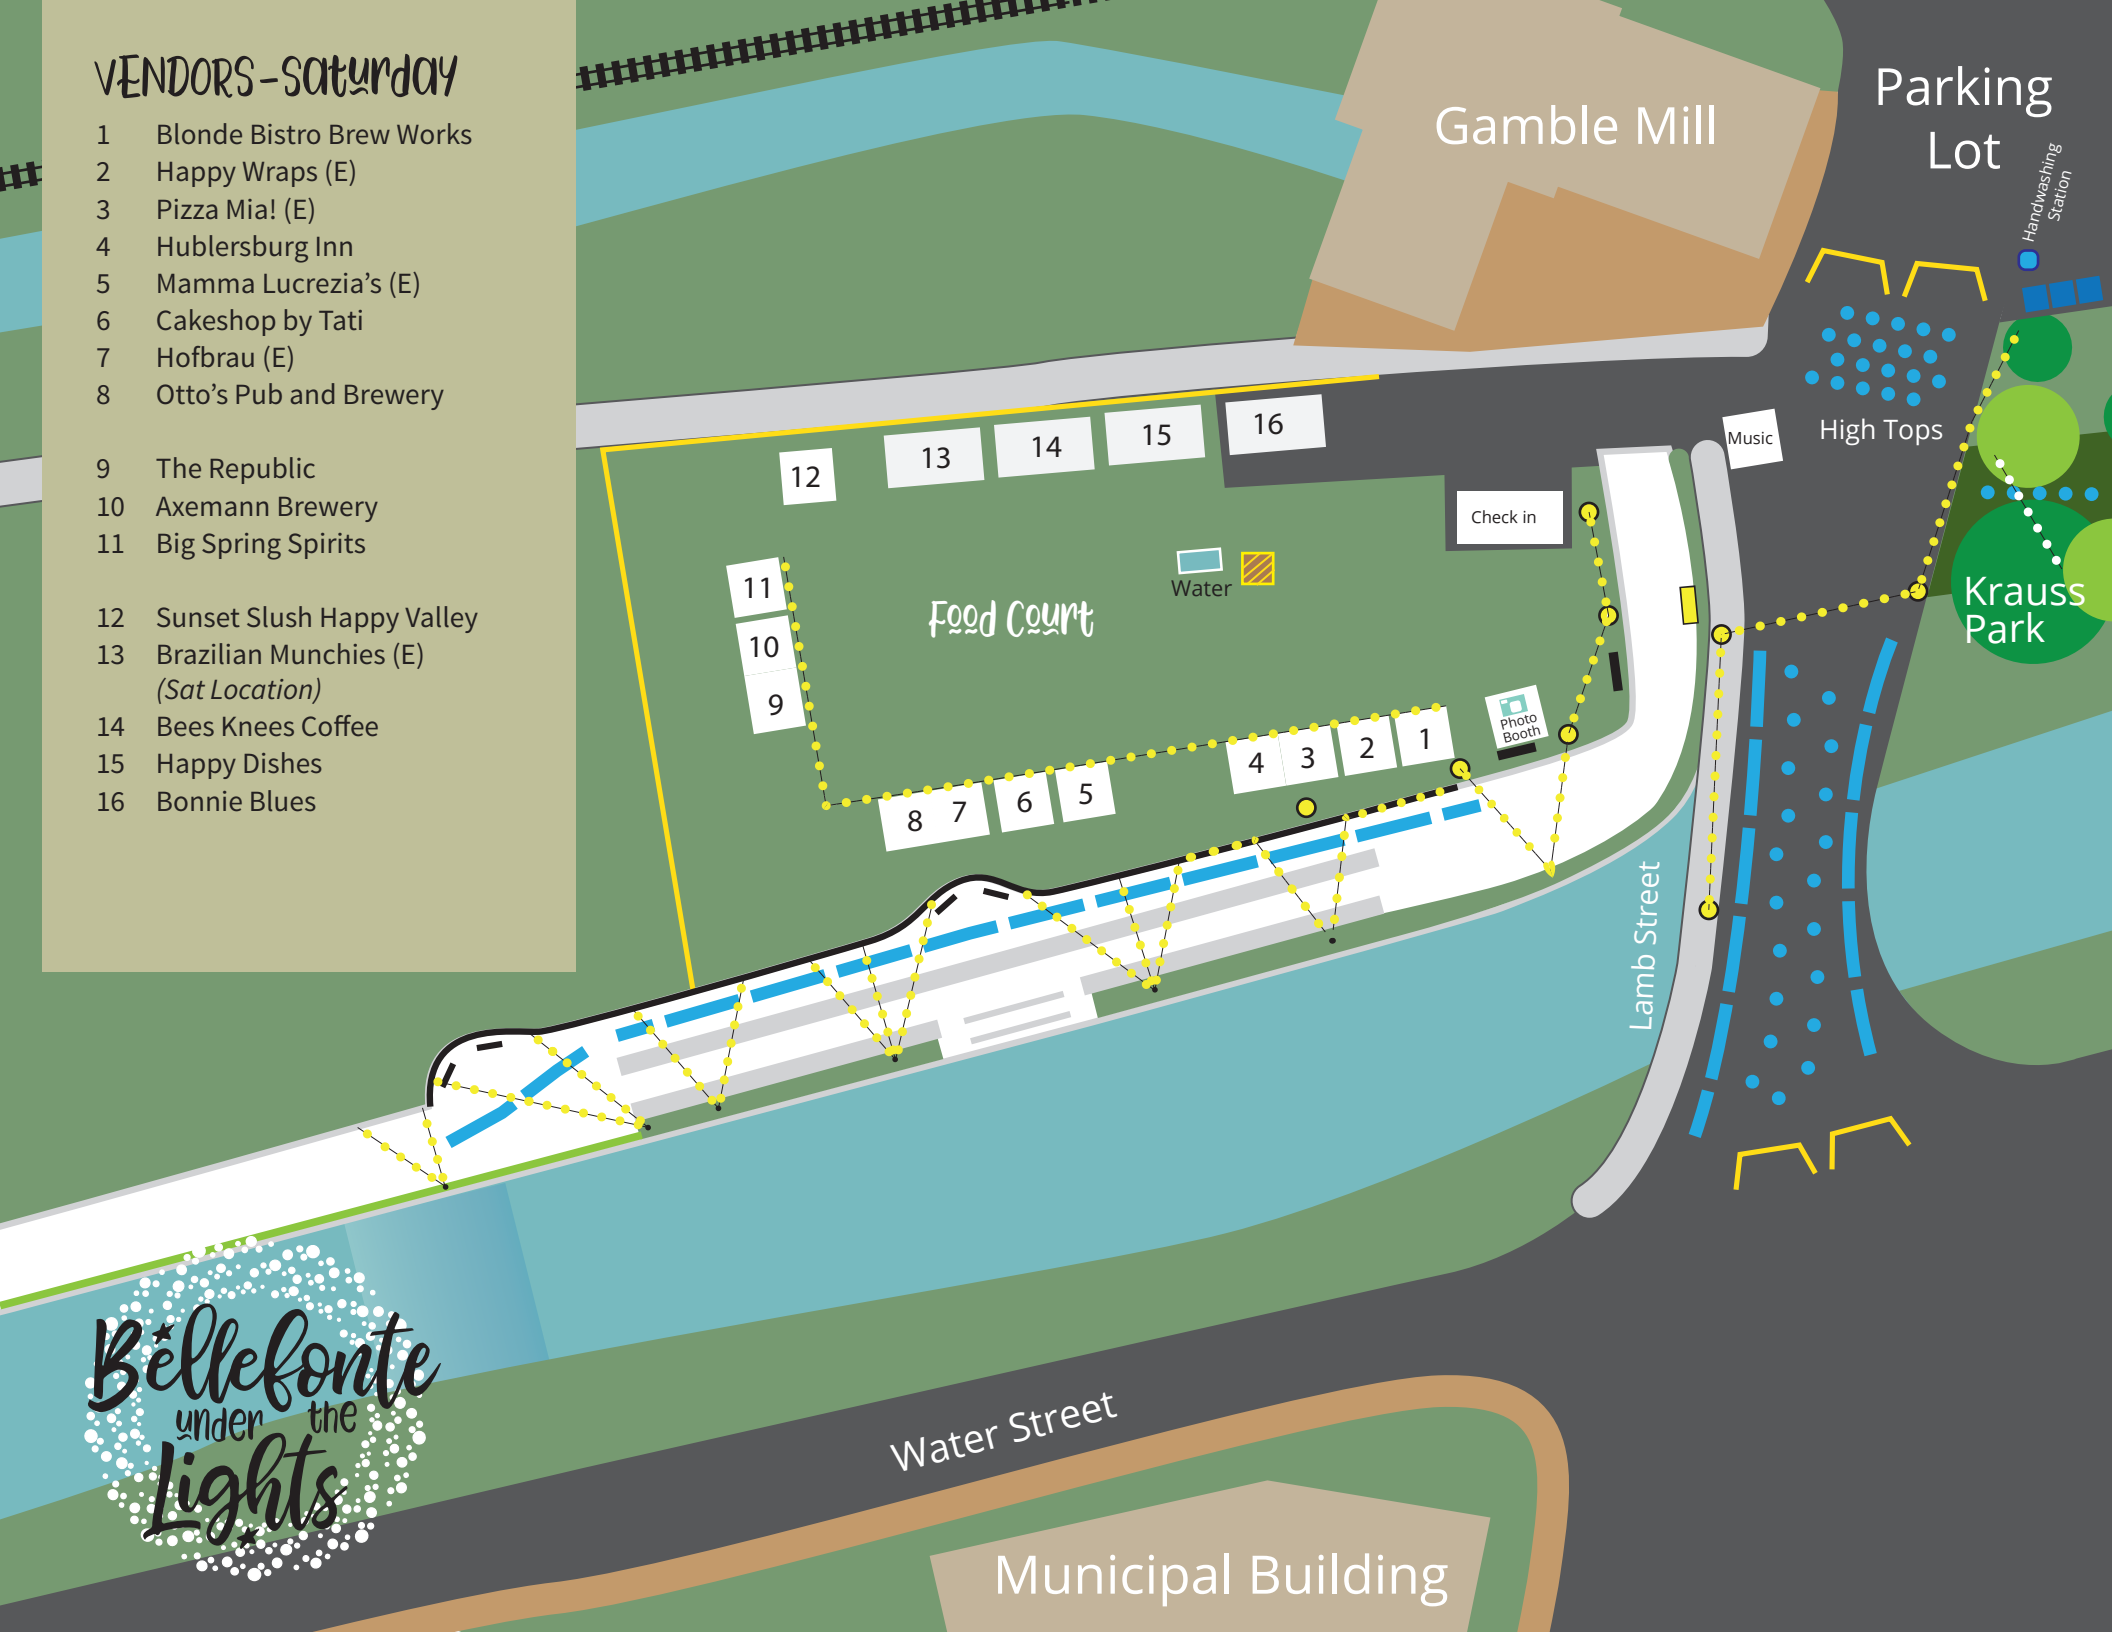 VENDORS-Saturday
1 Blonde Bistro Brew Works
2 Happy Wraps (E)
3 Pizza Mia! (E)
4 Hublersburg Inn
5 Mamma Lucrezia’s (E)
6 Cakeshop by Tati
7 Hofbrau (E)
8 Otto’s Pub and Brewery
9 The Republic
10 Axemann Brewery
11 Big Spring Spirits
12 Sunset Slush Happy Valley
13 Brazilian Munchies (E)
(Sat Location)
14 Bees Knees Coffee
15 Happy Dishes
16 Bonnie Blues
Gamble Mill
Parking
Lot
Handwashing
Station
High Tops
Music
Krauss
Park
12
13
14
15
16
Check in
Water
Food Court
11
10
9
8
7
6
5
4
3
2
1
Photo
Booth
Lamb Street
Water Street
Municipal Building
Bellefonte
under the
Lights